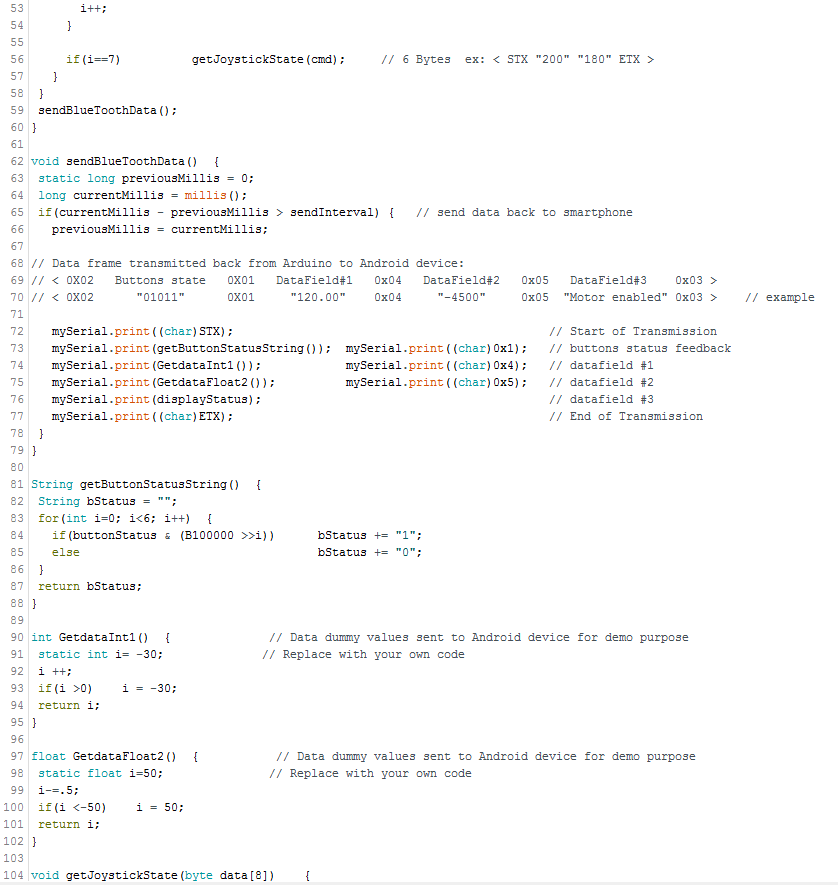 53 i++;
54 }
55
56 if(i==7) getJoystickState(cmd); // 6 Bytes ex: < STX "200" "180" ETX >
57 }
58 }
59 sendBlueToothData();
60 }
61
62 void sendBlueToothData() {
63 static long previousMillis = 0;
64 long currentMillis = millis();
65 if(currentMillis - previousMillis > sendInterval) { // send data back to smartphone
66 previousMillis = currentMillis;
67
68 // Data frame transmitted back from Arduino to Android device:
69 // < 0X02 Buttons state 0X01 DataField#1 0x04 DataField#2 0x05 DataField#3 0x03 >
70 // < 0X02 "01011" 0X01 "120.00" 0x04 "-4500" 0x05 "Motor enabled" 0x03 > // example
71
72 mySerial.print((char)STX); // Start of Transmission
73 mySerial.print(getButtonStatusString()); mySerial.print((char)0x1); // buttons status feedback
74 mySerial.print(GetdataInt1()); mySerial.print((char)0x4); // datafield #1
75 mySerial.print(GetdataFloat2()); mySerial.print((char)0x5); // datafield #2
76 mySerial.print(displayStatus); // datafield #3
77 mySerial.print((char)ETX); // End of Transmission
78 }
79 }
80
81 String getButtonStatusString() {
82 String bStatus = "";
83 for(int i=0; i<6; i++) {
84 if(buttonStatus & (B100000 >>i)) bStatus += "1";
85 else bStatus += "0";
86 }
87 return bStatus;
88 }
89
90 int GetdataInt1() { // Data dummy values sent to Android device for demo purpose
91 static int i= -30; // Replace with your own code
92 i ++;
93 if(i >0) i = -30;
94 return i;
95 }
96
97 float GetdataFloat2() { // Data dummy values sent to Android device for demo purpose
98 static float i=50; // Replace with your own code
99 i-=.5;
100 if(i <-50) i = 50;
101 return i;
102 }
103
104 void getJoystickState(byte data[8]) {